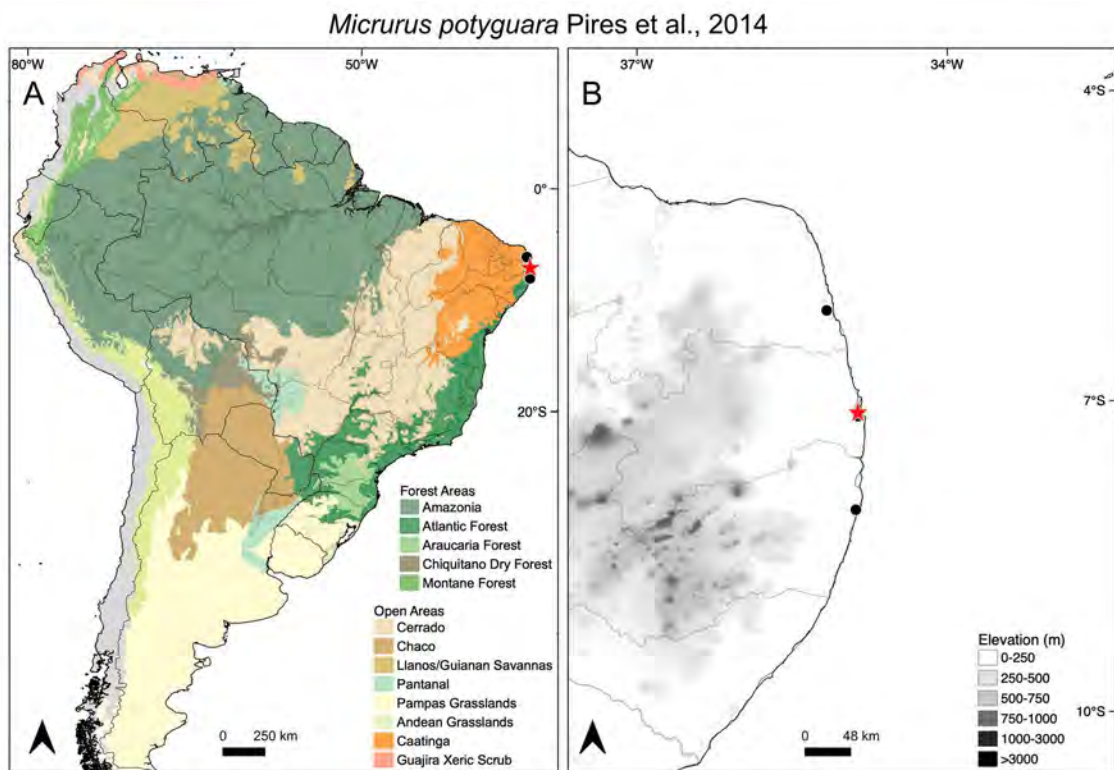 Micrurus potyguara Pires et al., 2014
80°W
50°W
A
0°
20°S
Forest Areas
Amazonia
Atlantic Forest
Araucaria Forest
Chiquitano Dry Forest
Montane Forest
Open Areas
Cerrado
Chaco
Llanos/Guianan Savannas
Pantanal
Pampas Grasslands
Andean Grasslands
Caatinga
Guajira Xeric Scrub
0 250 km
37°W
34°W
B
4°S
7°S
10°S
Elevation (m)
0-250
250-500
500-750
750-1000
1000-3000
>3000
0 48 km